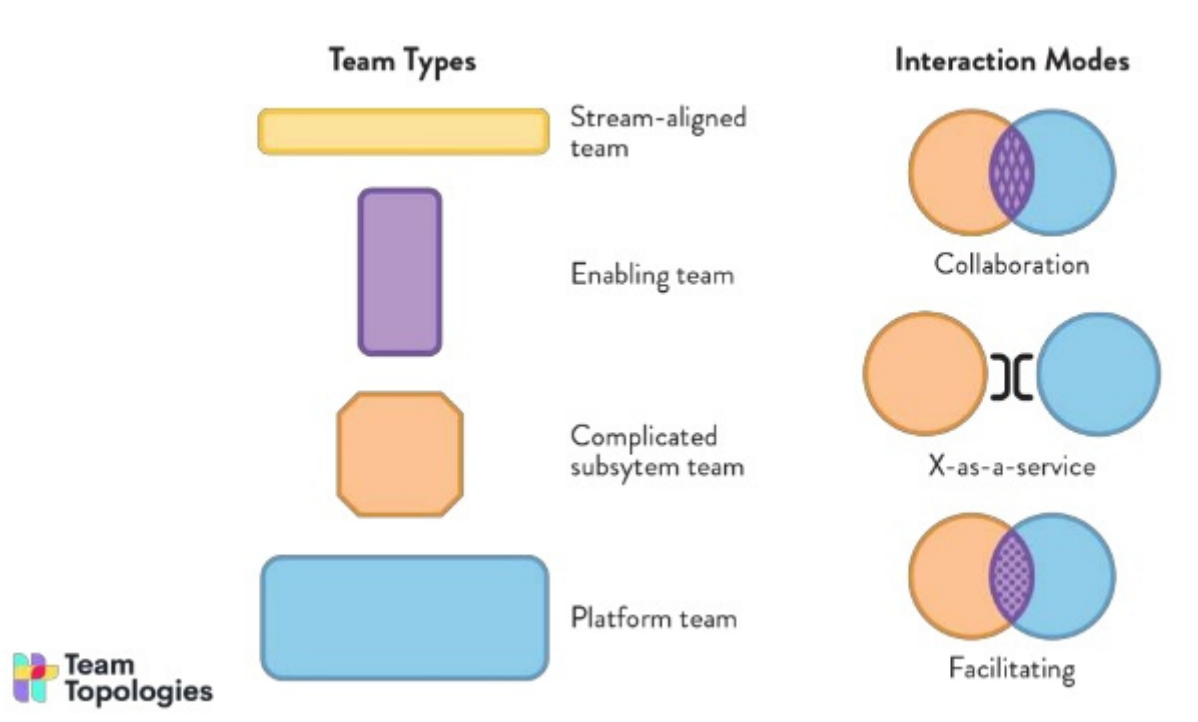 Team Types
Stream-aligned
team
Enabling team
Complicated
subsytem team
Platform team
Interaction Modes
Collaboration
X-as-a-service
Facilitating
Team
Topologies